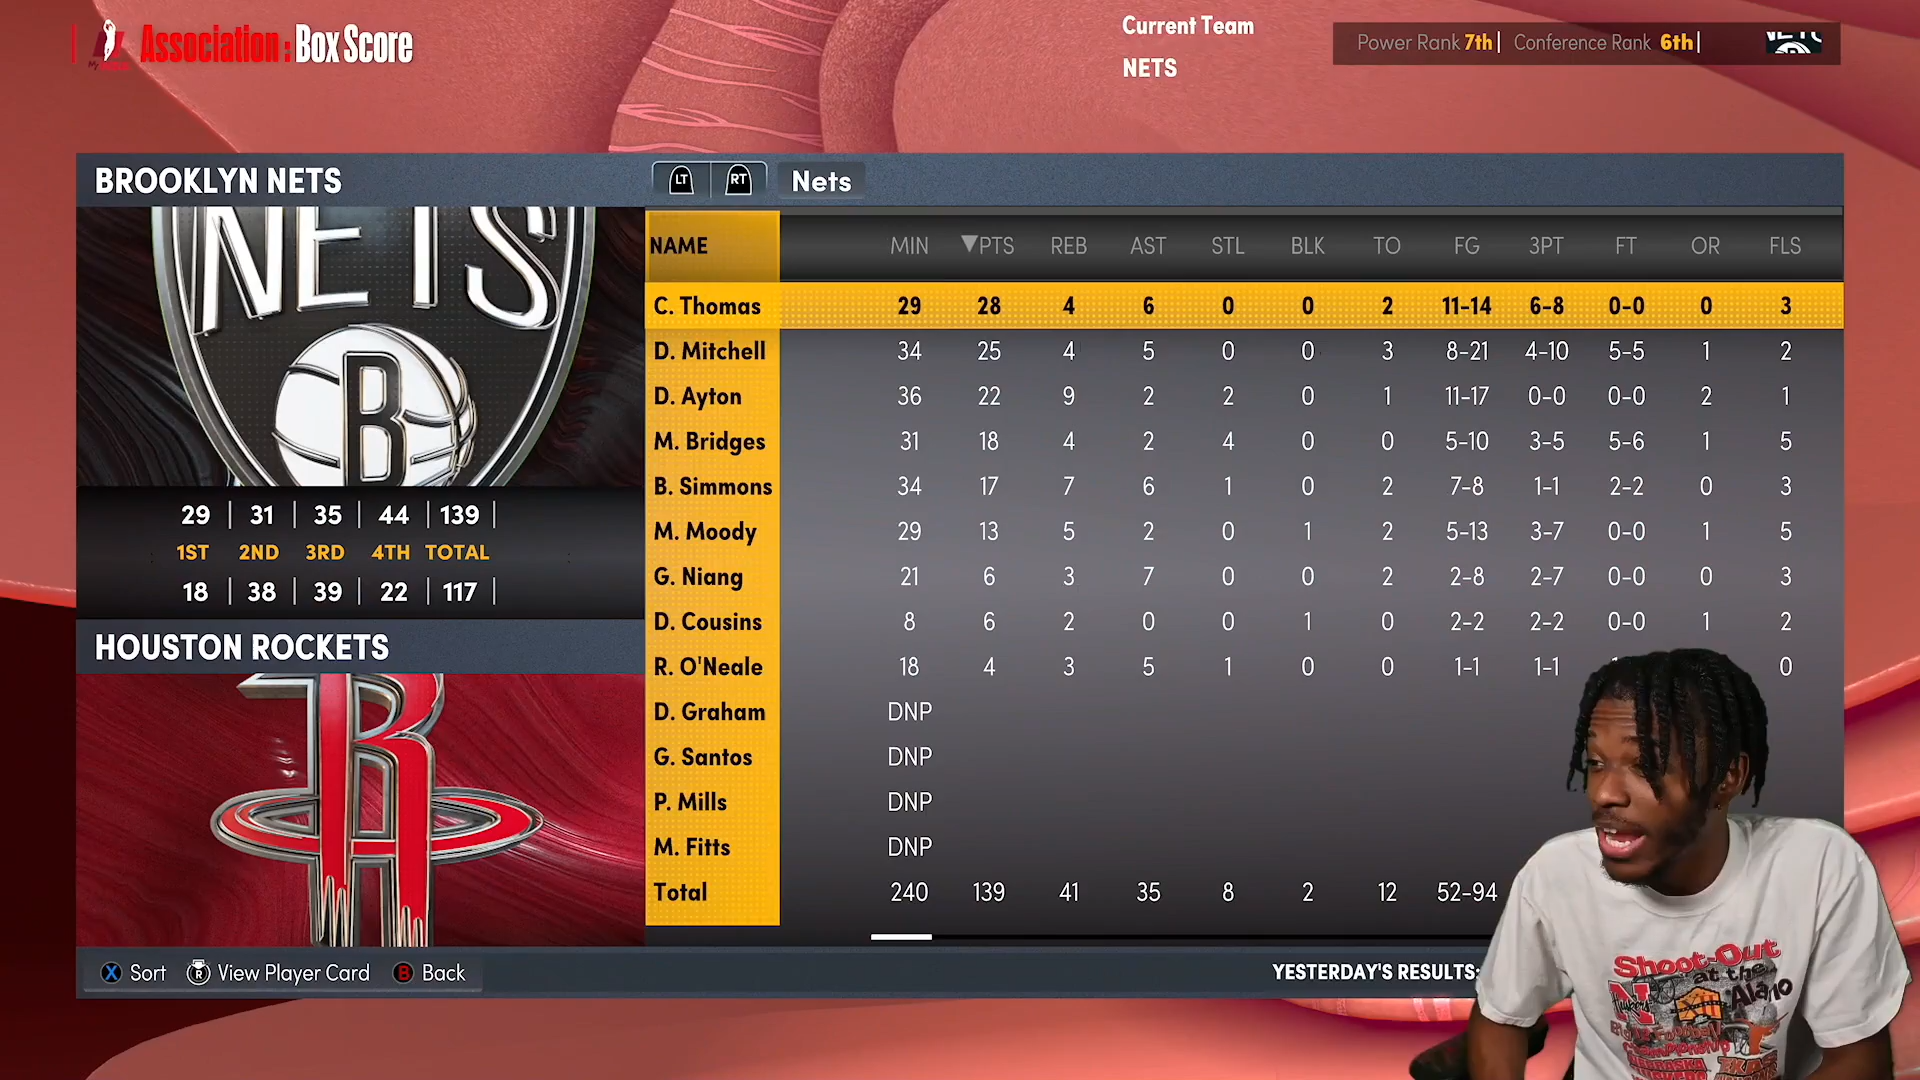 Association : Box Score
Current Team
NETS
Power Rank 7th| Conference Rank 6th|
BROOKLYN NETS
LT RT Nets
NETS
B
29 | 31 | 35 | 44 | 139 |
1ST 2ND 3RD 4TH TOTAL
18 | 38 | 39 | 22 | 117 |
HOUSTON ROCKETS
R
NAME MIN ▼PTS REB AST STL BLK TO FG 3PT FT OR FLS
C. Thomas 29 28 4 6 0 0 2 11-14 6-8 0-0 0 3
D. Mitchell 34 25 4 5 0 0 3 8-21 4-10 5-5 1 2
D. Ayton 36 22 9 2 2 0 1 11-17 0-0 0-0 2 1
M. Bridges 31 18 4 2 4 0 0 5-10 3-5 5-6 1 5
B. Simmons 34 17 7 6 1 0 2 7-8 1-1 2-2 0 3
M. Moody 29 13 5 2 0 1 2 5-13 3-7 0-0 1 5
G. Niang 21 6 3 7 0 0 2 2-8 2-7 0-0 0 3
D. Cousins 8 6 2 0 0 1 0 2-2 2-2 0-0 1 2
R. O'Neale 18 4 3 5 1 0 0 1-1 1-1 0
D. Graham DNP
G. Santos DNP
P. Mills DNP
M. Fitts DNP
Total 240 139 41 35 8 2 12 52-94
X Sort R View Player Card B Back
YESTERDAY'S RESULTS:
Shoot-Out
at the
Alamo
N Huskers
Big 12 Football
Championship
NEBRASKA